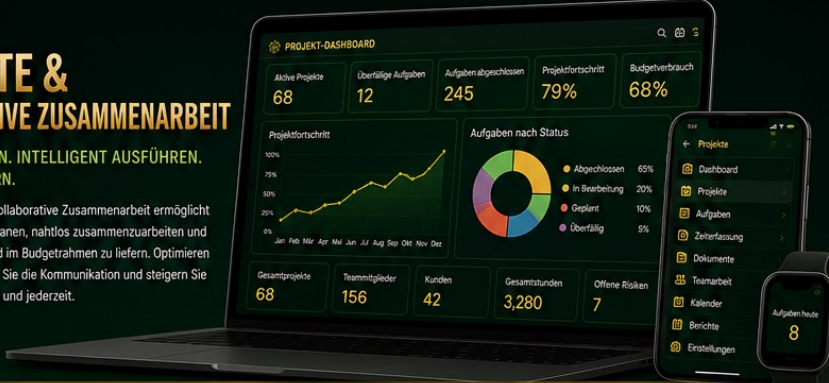 TE &
IVE ZUSAMMENARBEIT
N. INTELLIGENT AUSFÜHREN.
RN.
ollaborative Zusammenarbeit ermöglicht
anen, nahtlos zusammenzuarbeiten und
d im Budgetrahmen zu liefern. Optimieren
Sie die Kommunikation und steigern Sie
und jederzeit.
PROJEKT-DASHBOARD
Aktive Projekte
68
Überfällige Aufgaben
12
Aufgaben abgeschlossen
245
Projektfortschritt
79%
Budgetverbrauch
68%
Projektfortschritt
100%
75%
50%
25%
0%
Jan Feb Mär Apr Mai Jun Jul Aug Sep Okt Nov Dez
Aufgaben nach Status
Abgeschlossen 65%
In Bearbeitung 20%
Geplant 10%
Überfällig 5%
Gesamtprojekte
68
Teammitglieder
156
Kunden
42
Gesamtstunden
3,280
Offene Risiken
7
9:41
Projekte
Dashboard
Projekte
Aufgaben
Zeiterfassung
Dokumente
Teamarbeit
Kalender
Berichte
Einstellungen
Aufgaben heute
8